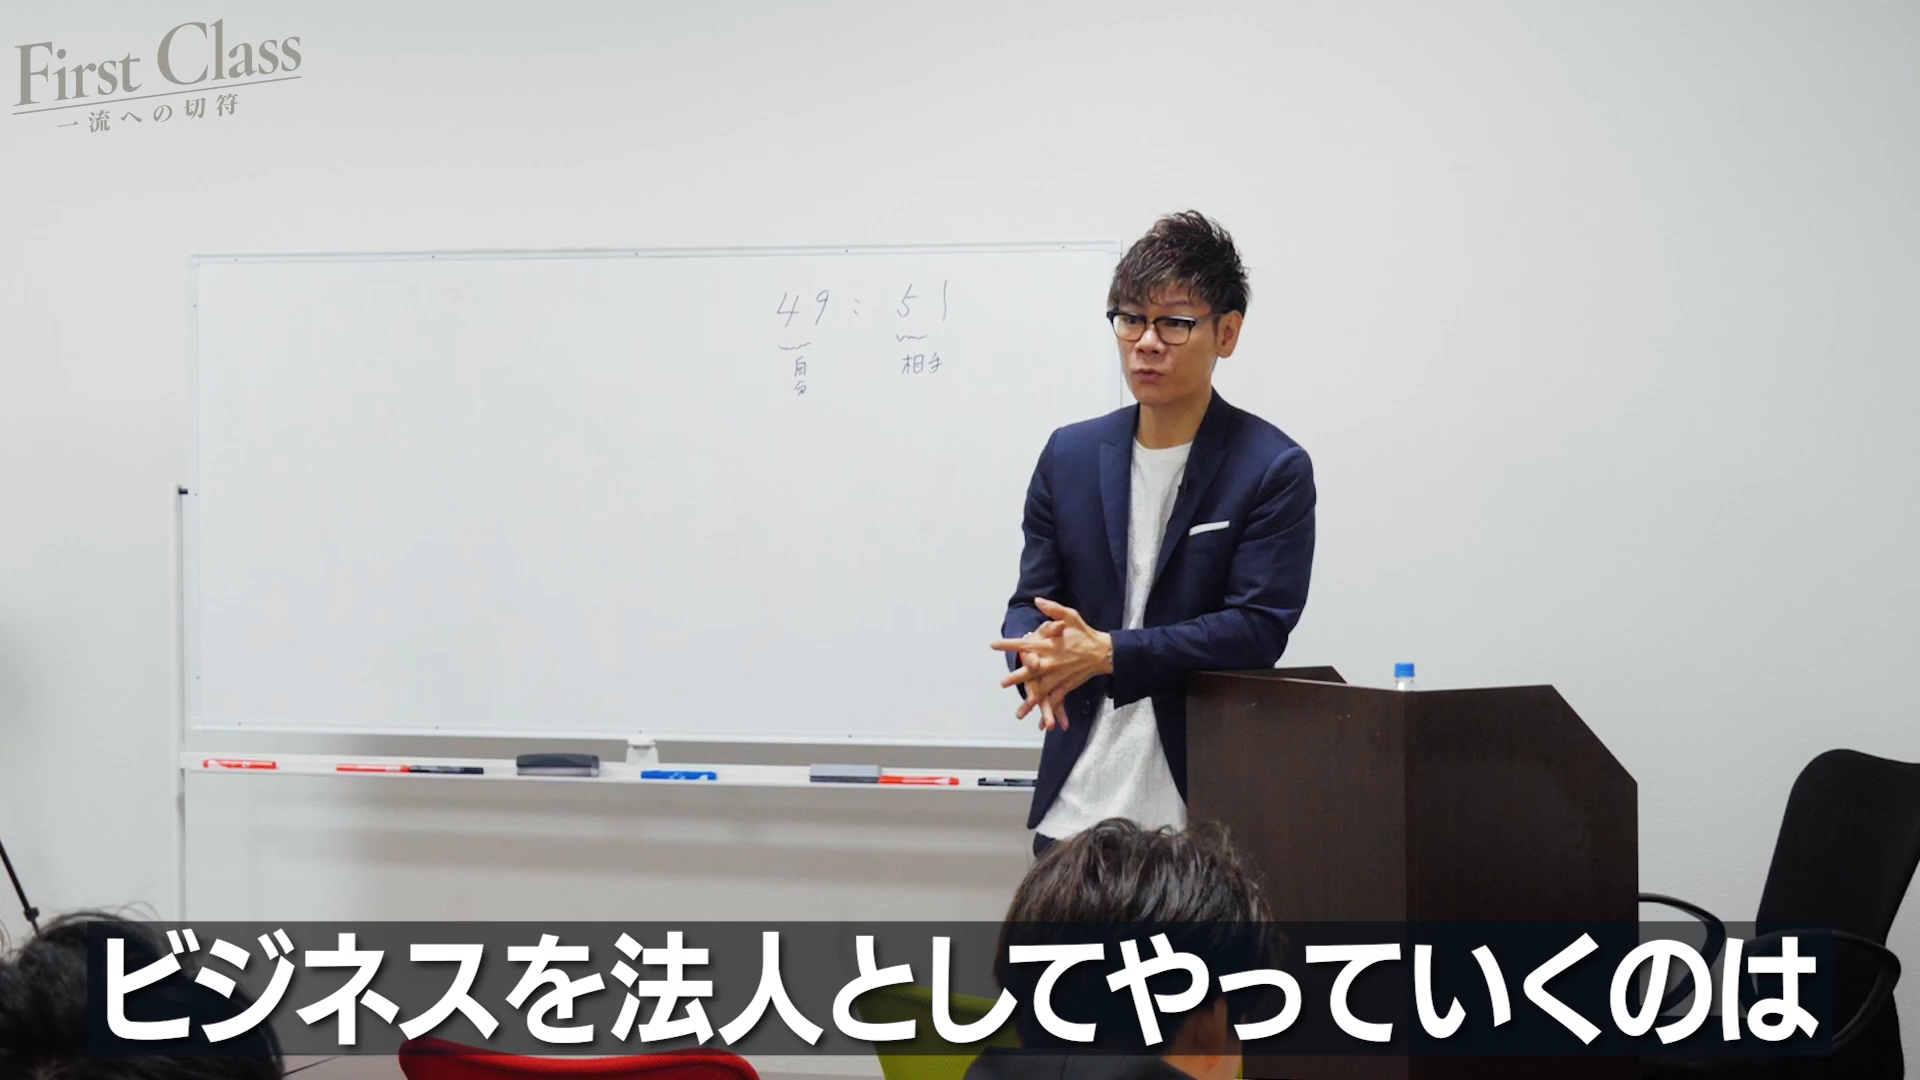 First Class
一流への切符
49 : 51
自分 相手
ビジネスを法人としてやっていくのは